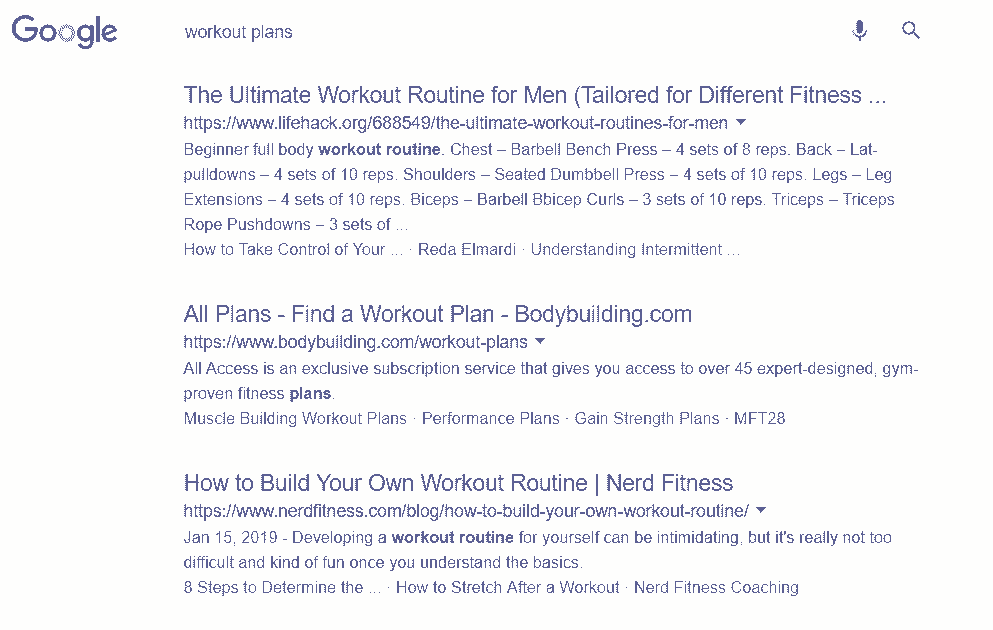 Google
workout plans
The Ultimate Workout Routine for Men (Tailored for Different Fitness ...
https://www.lifehack.org/688549/the-ultimate-workout-routines-for-men
Beginner full body workout routine. Chest – Barbell Bench Press – 4 sets of 8 reps. Back – Lat-
pulldowns – 4 sets of 10 reps. Shoulders – Seated Dumbbell Press – 4 sets of 10 reps. Legs – Leg
Extensions – 4 sets of 10 reps. Biceps – Barbell Bbicep Curls – 3 sets of 10 reps. Triceps – Triceps
Rope Pushdowns – 3 sets of ...
How to Take Control of Your ... · Reda Elmardi · Understanding Intermittent ...
All Plans - Find a Workout Plan - Bodybuilding.com
https://www.bodybuilding.com/workout-plans
All Access is an exclusive subscription service that gives you access to over 45 expert-designed, gym-
proven fitness plans.
Muscle Building Workout Plans · Performance Plans · Gain Strength Plans · MFT28
How to Build Your Own Workout Routine | Nerd Fitness
https://www.nerdfitness.com/blog/how-to-build-your-own-workout-routine/
Jan 15, 2019 - Developing a workout routine for yourself can be intimidating, but it's really not too
difficult and kind of fun once you understand the basics.
8 Steps to Determine the ... · How to Stretch After a Workout · Nerd Fitness Coaching